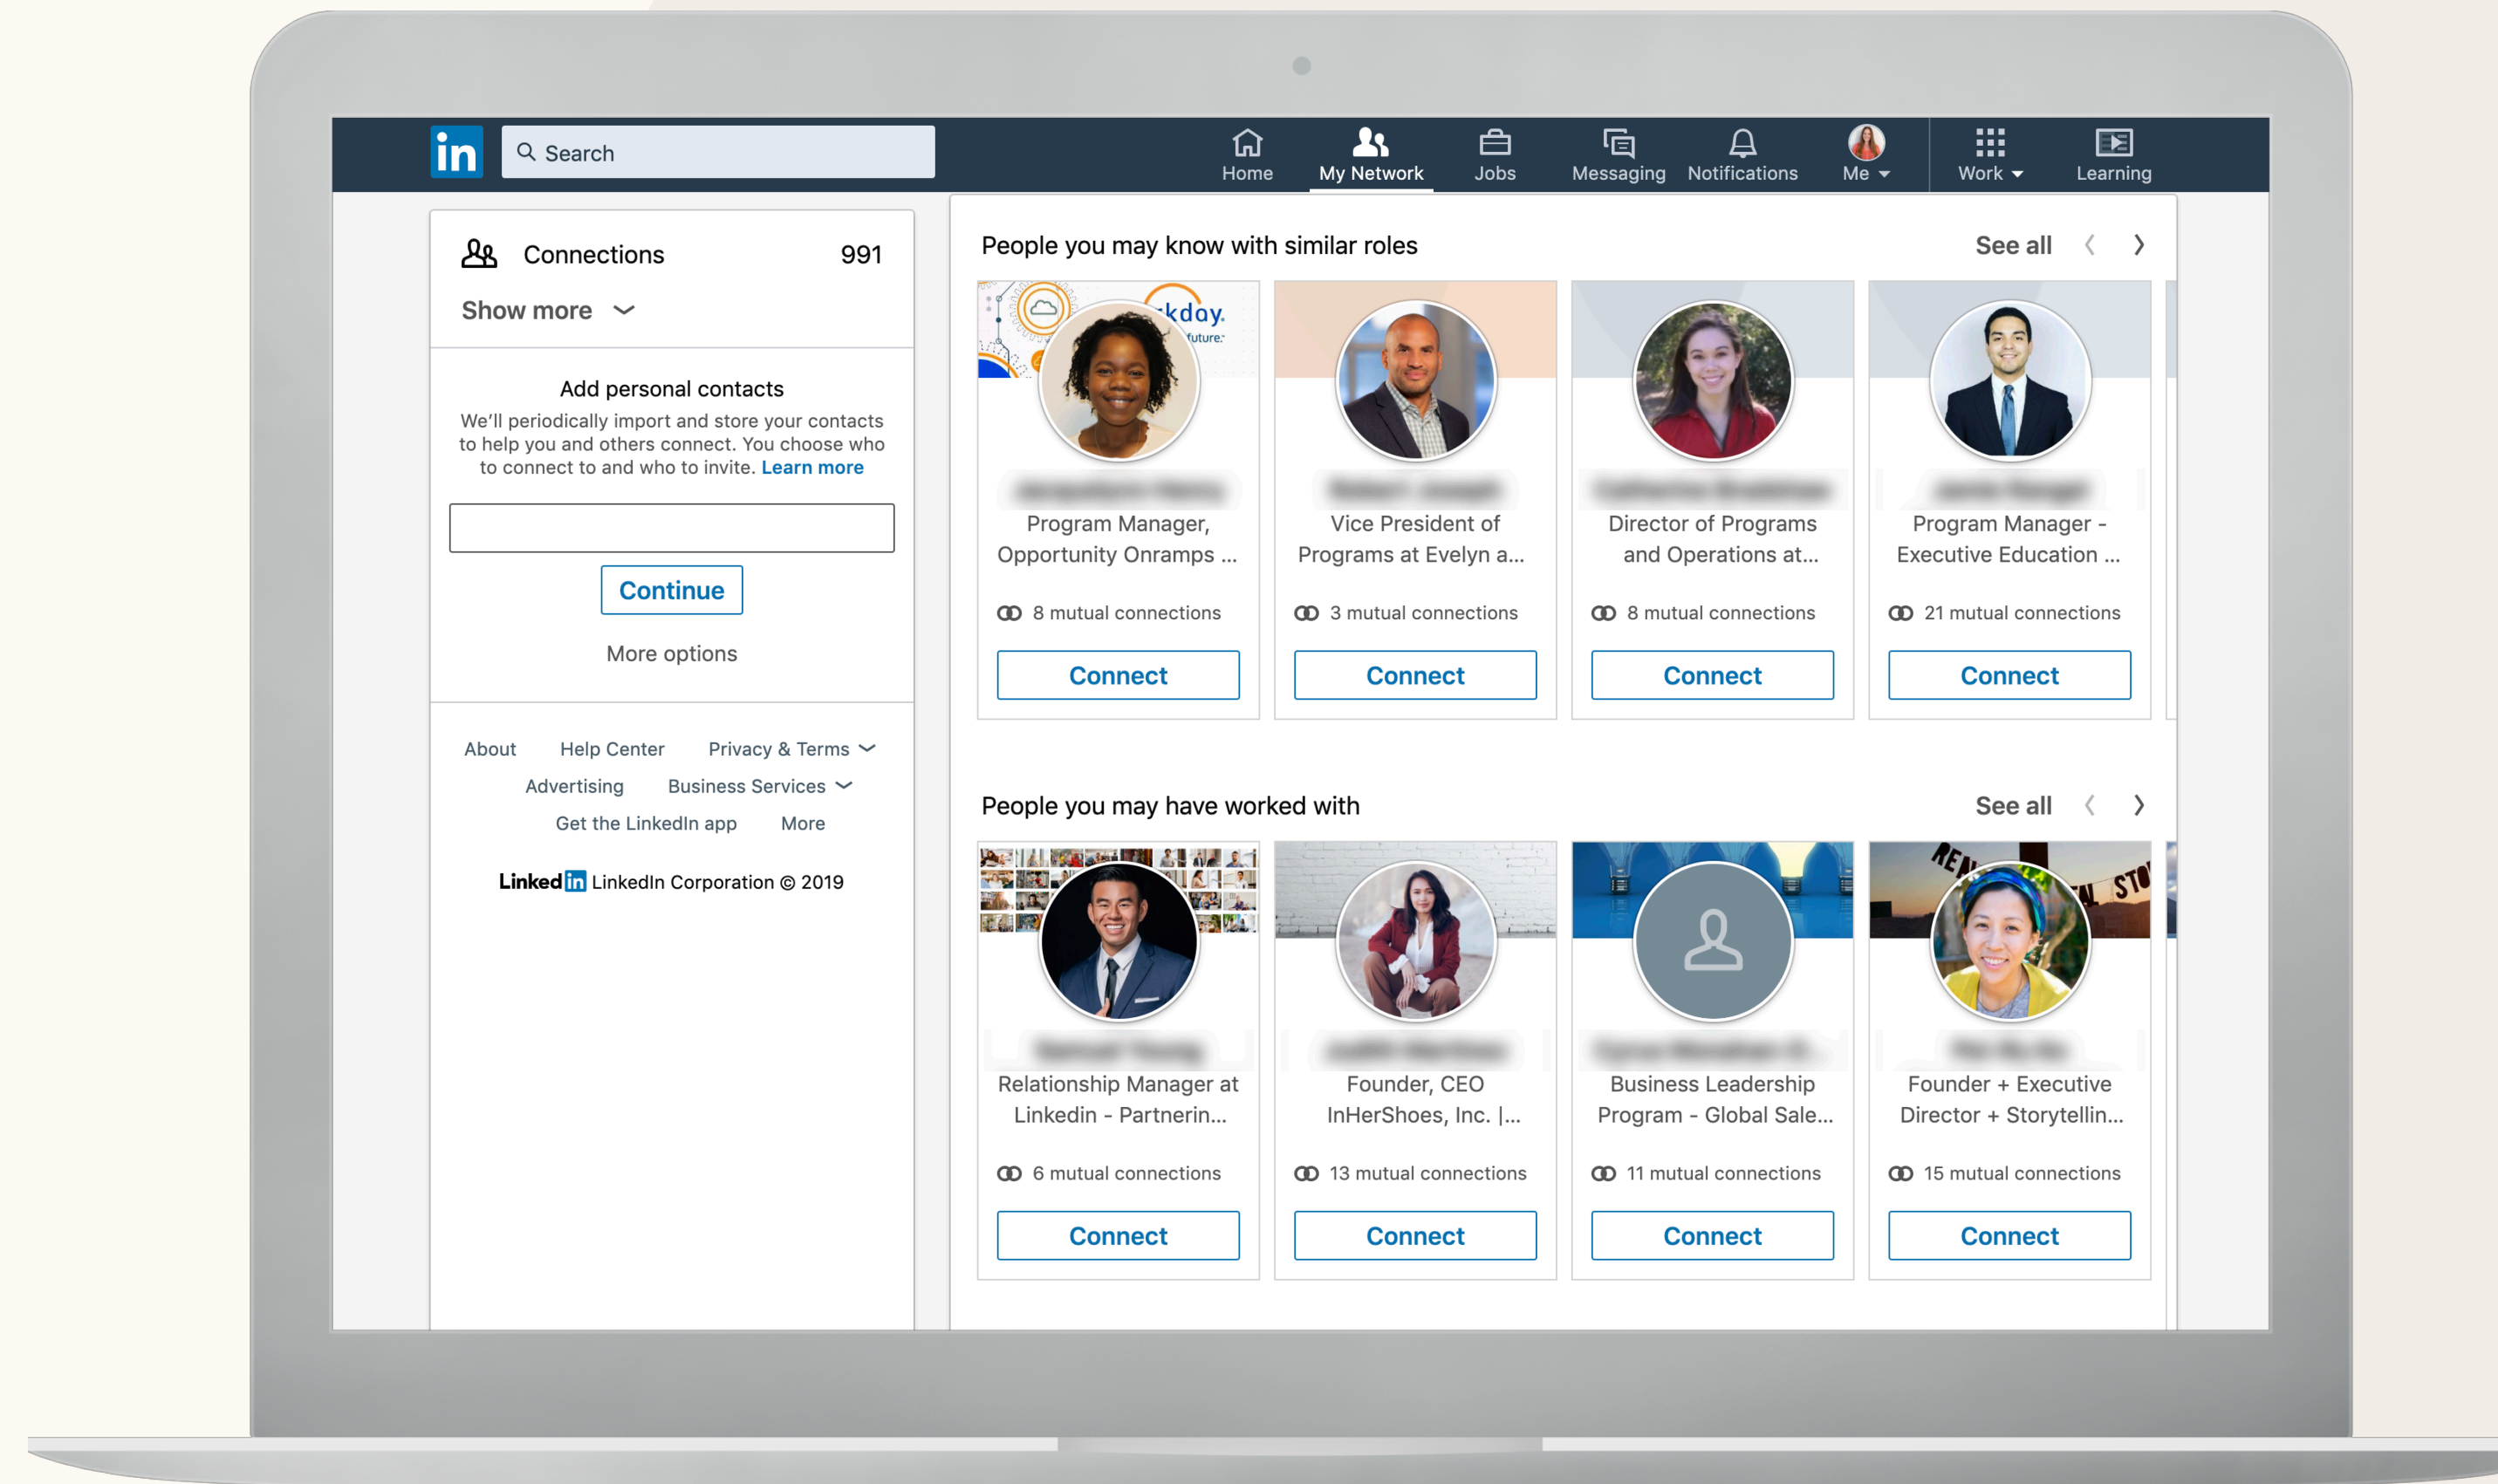 in
Search
Home
My Network
Jobs
Messaging
Notifications
Me
Work
Learning
Connections 991
Show more
Add personal contacts
We'll periodically import and store your contacts
to help you and others connect. You choose who
to connect to and who to invite. Learn more
Continue
More options
About Help Center Privacy & Terms
Advertising Business Services
Get the LinkedIn app More
Linkedin LinkedIn Corporation © 2019
People you may know with similar roles See all
kday.
future.™
Program Manager,
Opportunity Onramps ...
8 mutual connections
Connect
Vice President of
Programs at Evelyn a...
3 mutual connections
Connect
Director of Programs
and Operations at...
8 mutual connections
Connect
Program Manager -
Executive Education ...
21 mutual connections
Connect
People you may have worked with See all
Relationship Manager at
Linkedin - Partnerin...
6 mutual connections
Connect
Founder, CEO
InHerShoes, Inc. |...
13 mutual connections
Connect
Business Leadership
Program - Global Sale...
11 mutual connections
Connect
REA
STO
Founder + Executive
Director + Storytellin...
15 mutual connections
Connect